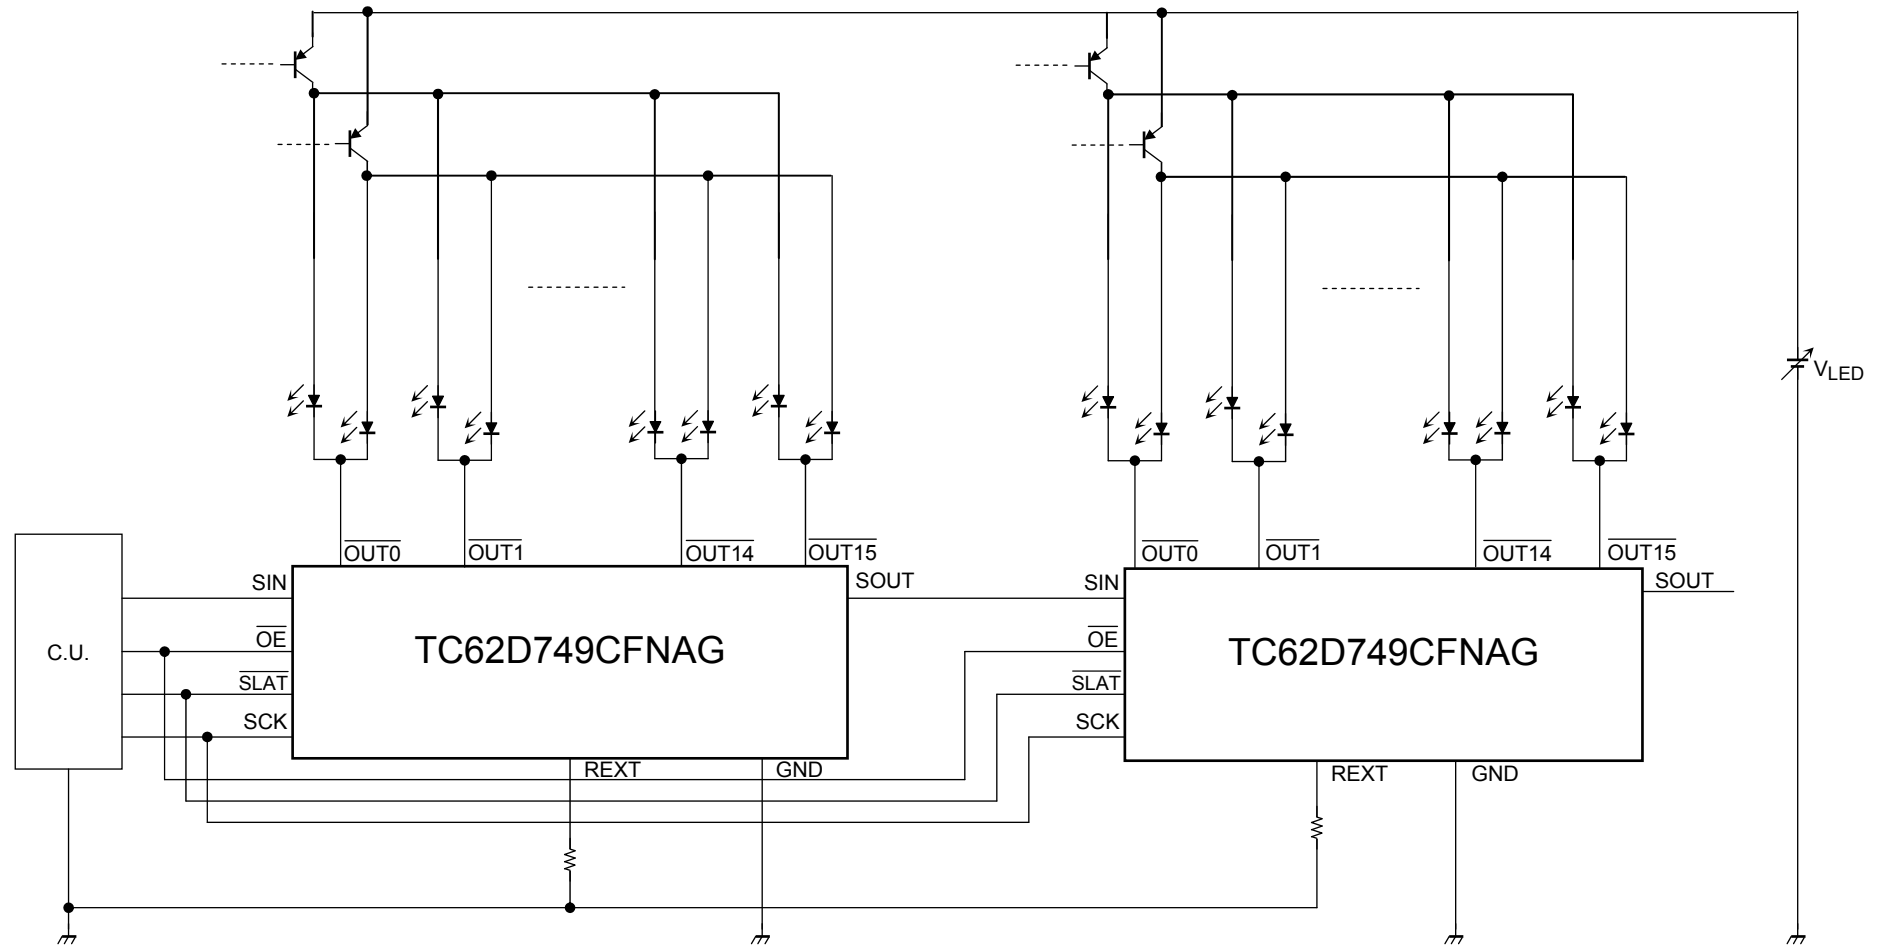 VLED
OUT0
OUT1
OUT14
OUT15
OUT0
OUT1
OUT14
OUT15
SIN
SOUT
SIN
SOUT
C.U.
OE
TC62D749CFNAG
OE
TC62D749CFNAG
SLAT
SLAT
SCK
SCK
REXT
GND
REXT
GND